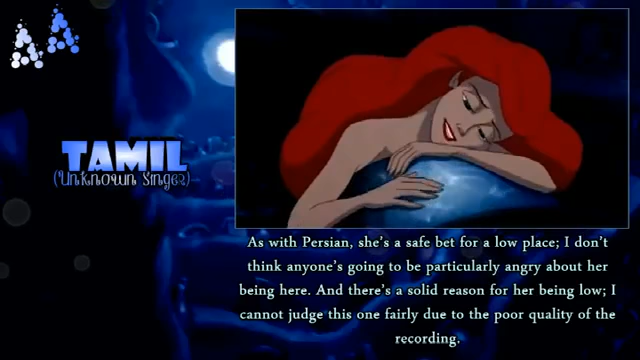 TAMIL
(Unknown Singer)
As with Persian, she's a safe bet for a low place; I don't
think anyone's going to be particularly angry about her
being here. And there's a solid reason for her being low; I
cannot judge this one fairly due to the poor quality of the
recording.